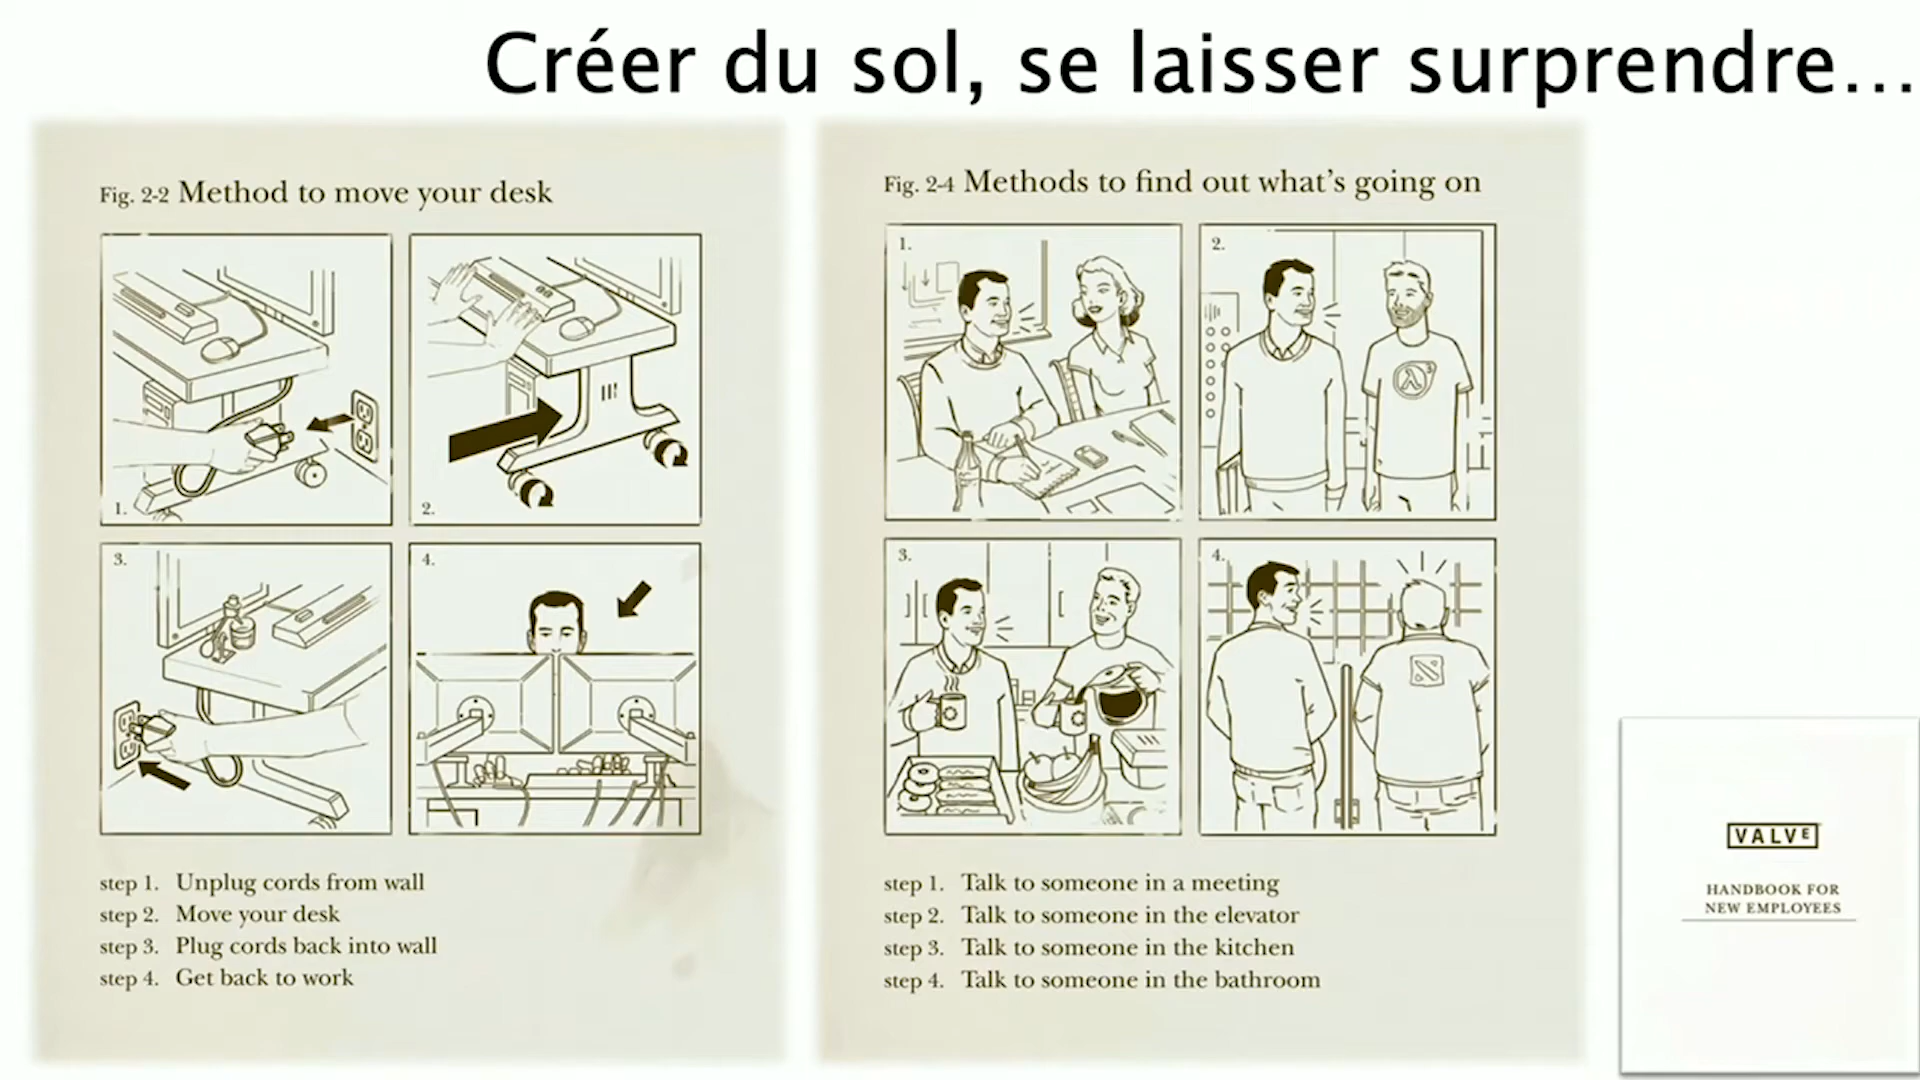 Créer du sol, se laisser surprendre...
Fig. 2-2 Method to move your desk
1.
2.
3.
4.
step 1. Unplug cords from wall
step 2. Move your desk
step 3. Plug cords back into wall
step 4. Get back to work
Fig. 2-4 Methods to find out what's going on
1.
2.
3.
4.
step 1. Talk to someone in a meeting
step 2. Talk to someone in the elevator
step 3. Talk to someone in the kitchen
step 4. Talk to someone in the bathroom
VALVE
HANDBOOK FOR
NEW EMPLOYEES